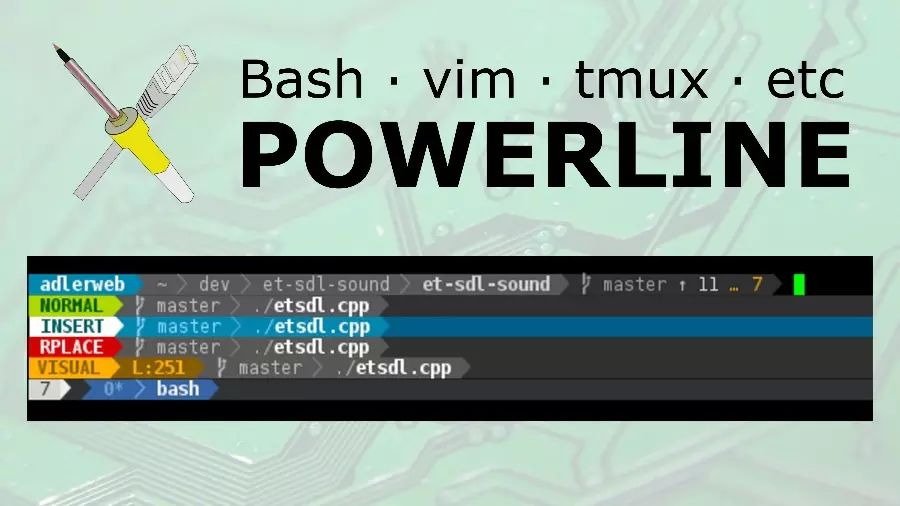 Bash · vim · tmux · etc
POWERLINE
adlerweb ~ dev et-sdl-sound et-sdl-sound master ↑ 11 … 7
NORMAL master ./etsdl.cpp
INSERT master ./etsdl.cpp
RPLACE master ./etsdl.cpp
VISUAL L:251 master ./etsdl.cpp
7 0* bash